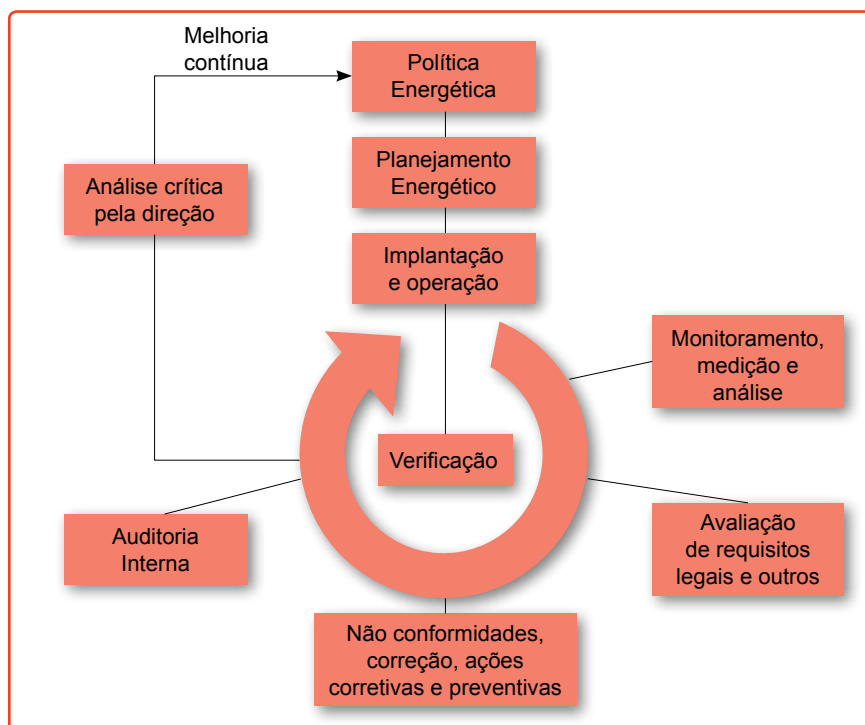 Melhoria
contínua
Política
Energética
Planejamento
Energético
Análise crítica
pela direção
Implantação
e operação
Monitoramento,
medição e
análise
Verificação
Auditoria
Interna
Avaliação
de requisitos
legais e outros
Não conformidades,
correção, ações
corretivas e preventivas